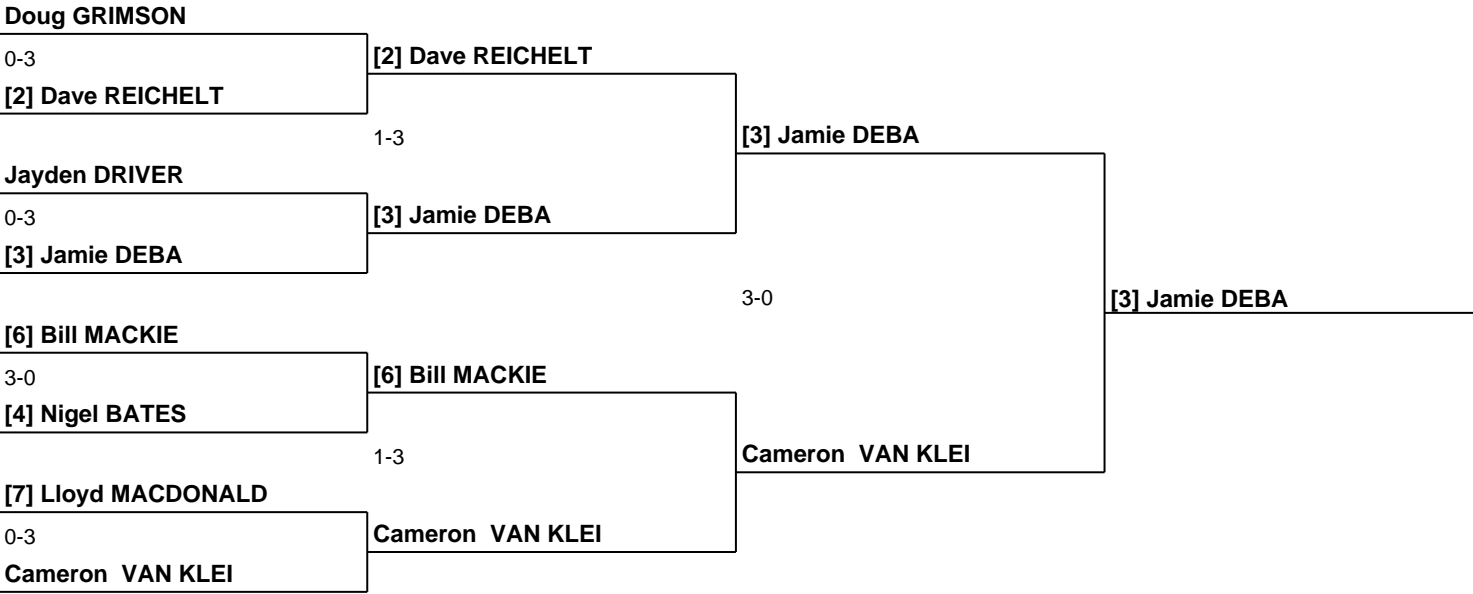 Doug GRIMSON
0-3
[2] Dave REICHELT
[2] Dave REICHELT
1-3
[3] Jamie DEBA
Jayden DRIVER
0-3
[3] Jamie DEBA
[3] Jamie DEBA
3-0
[3] Jamie DEBA
[6] Bill MACKIE
3-0
[6] Bill MACKIE
[4] Nigel BATES
1-3
Cameron  VAN KLEI
[7] Lloyd MACDONALD
0-3
Cameron  VAN KLEI
Cameron  VAN KLEI